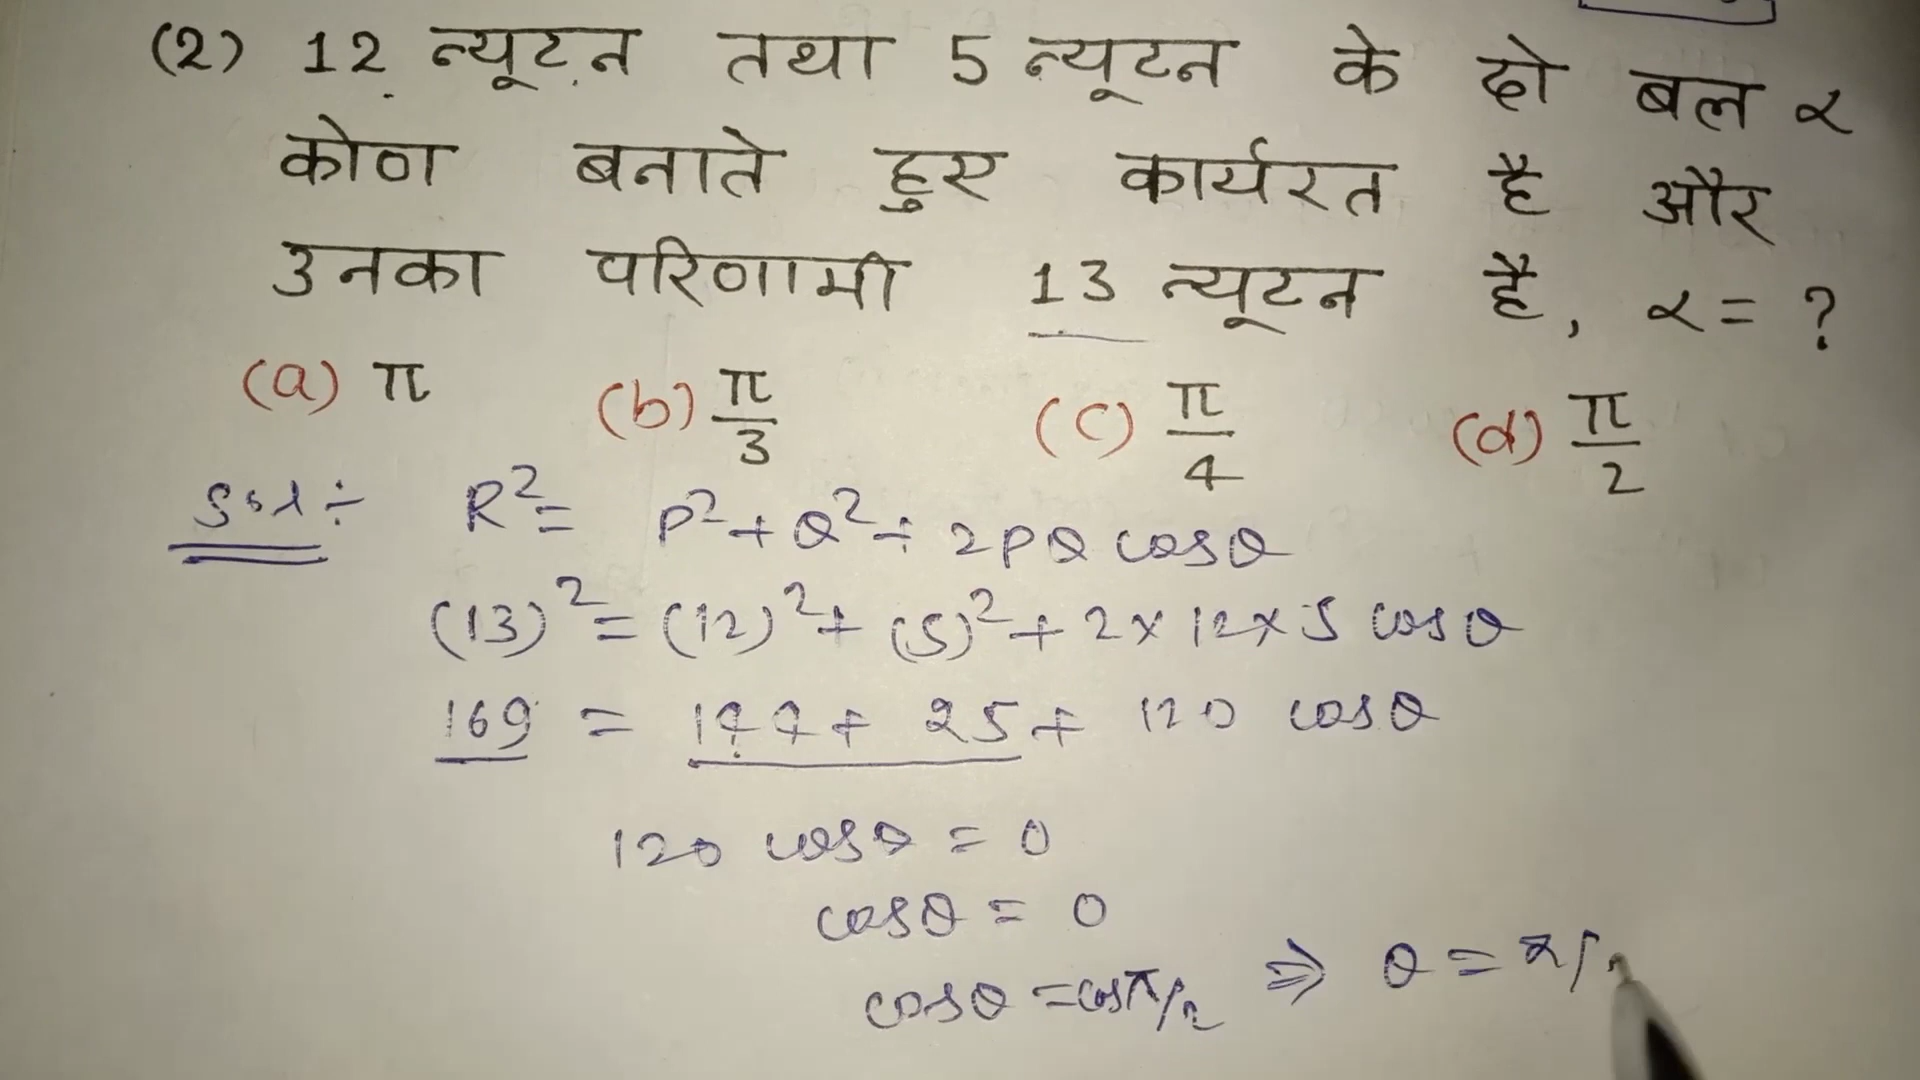 (2) 12 न्यूटन तथा 5 न्यूटन के दो बल α
कोण बनाते हुए कार्यरत है और
उनका परिणामी 13 न्यूटन है, α = ?
(a) π (b) π/3 (c) π/4 (d) π/2
Sol ÷ R² = P² + Q² + 2PQ cosθ
(13)² = (12)² + (5)² + 2 × 12 × 5 cosθ
169 = 144 + 25 + 120 cosθ
120 cosθ = 0
cosθ = 0
cosθ = cosπ/2 ⇒ θ = π/